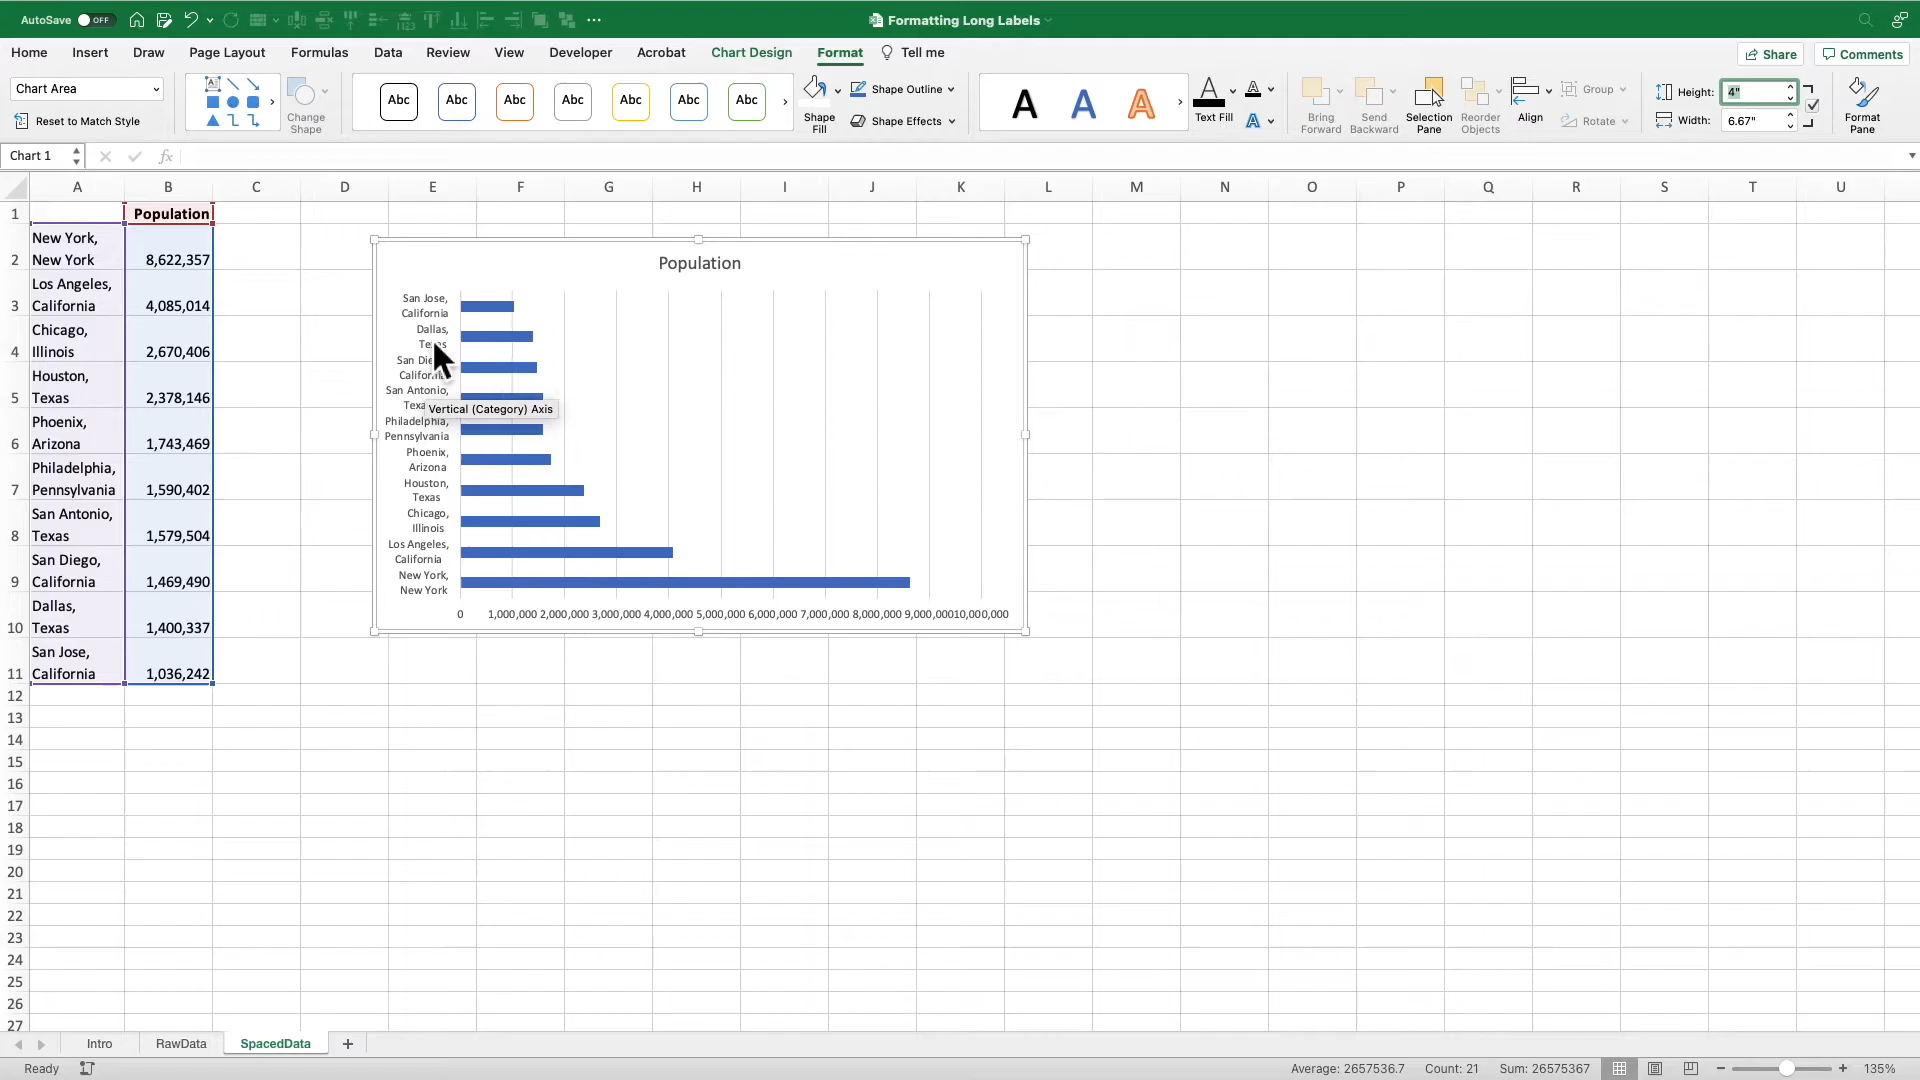 AutoSave OFF
Formatting Long Labels
Home Insert Draw Page Layout Formulas Data Review View Developer Acrobat Chart Design Format Tell me
Share Comments
Chart Area
Reset to Match Style
Change Shape
Abc Abc Abc Abc Abc Abc Abc
Shape Fill
Shape Outline
Shape Effects
A A A
Text Fill
Bring Forward
Send Backward
Selection Pane
Reorder Objects
Align
Group
Rotate
Height: 4"
Width: 6.67"
Format Pane
Chart 1 fx
A B C D E F G H I J K L M N O P Q R S T U
1 Population
New York,
2 New York 8,622,357
Los Angeles,
3 California 4,085,014
Chicago,
4 Illinois 2,670,406
Houston,
5 Texas 2,378,146
Phoenix,
6 Arizona 1,743,469
Philadelphia,
7 Pennsylvania 1,590,402
San Antonio,
8 Texas 1,579,504
San Diego,
9 California 1,469,490
Dallas,
10 Texas 1,400,337
San Jose,
11 California 1,036,242
12
13
14
15
16
17
18
19
20
21
22
23
24
25
26
27
Population
San Jose,
California
Dallas,
San Antonio,
Vertical (Category) Axis
Philadelphia,
Pennsylvania
Phoenix,
Arizona
Houston,
Texas
Chicago,
Illinois
Los Angeles,
California
New York,
New York
0 1,000,000 2,000,000 3,000,000 4,000,000 5,000,000 6,000,000 7,000,000 8,000,000 9,000,000 10,000,000
Intro RawData SpacedData
Ready
Average: 2657536.7 Count: 21 Sum: 26575367
135%